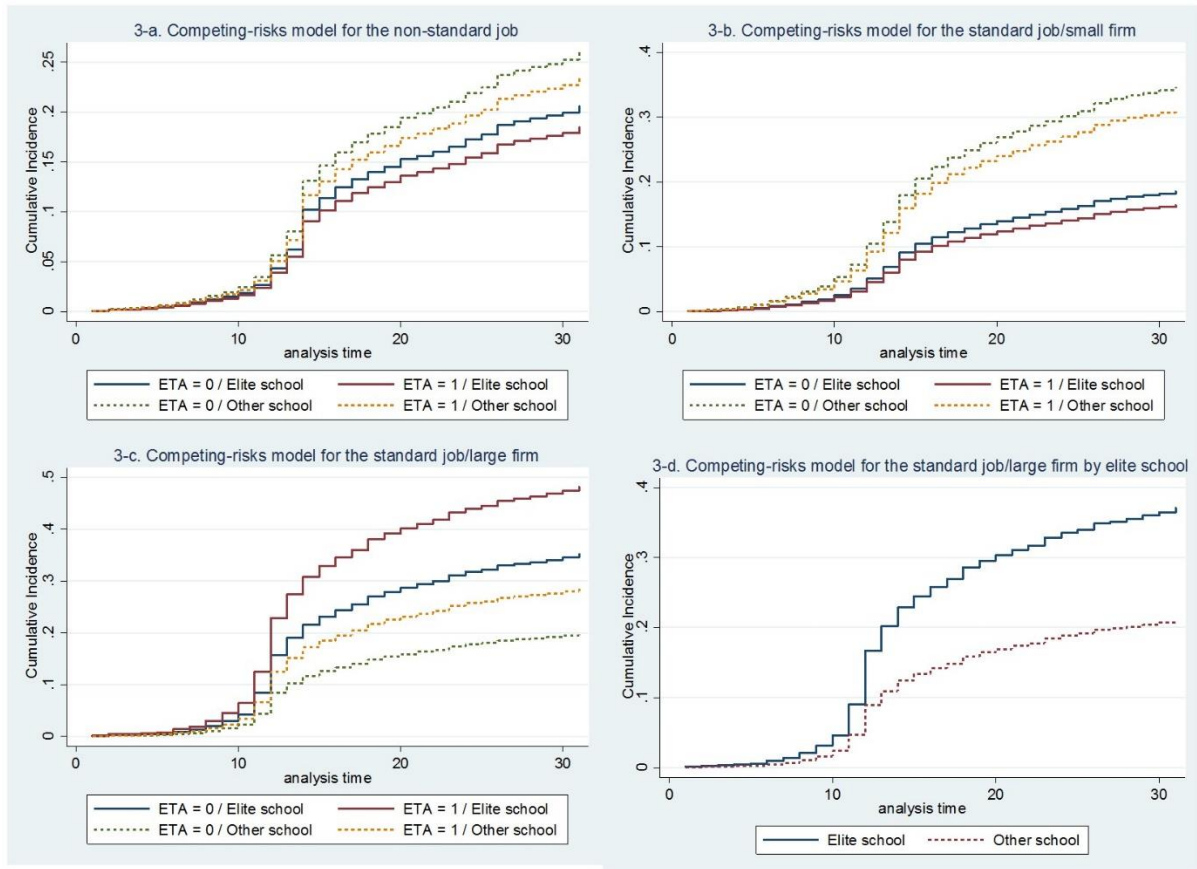 3-a. Competing-risks model for the non-standard job
Cumulative Incidence
.25
.2
.15
.1
.05
0
0 10 20 30
analysis time
ETA = 0 / Elite school ETA = 1 / Elite school
ETA = 0 / Other school ETA = 1 / Other school
3-b. Competing-risks model for the standard job/small firm
Cumulative Incidence
.4
.3
.2
.1
0
0 10 20 30
analysis time
ETA = 0 / Elite school ETA = 1 / Elite school
ETA = 0 / Other school ETA = 1 / Other school
3-c. Competing-risks model for the standard job/large firm
Cumulative Incidence
.5
.4
.3
.2
.1
0
0 10 20 30
analysis time
ETA = 0 / Elite school ETA = 1 / Elite school
ETA = 0 / Other school ETA = 1 / Other school
3-d. Competing-risks model for the standard job/large firm by elite school
Cumulative Incidence
.4
.3
.2
.1
0
0 10 20 30
analysis time
Elite school Other school